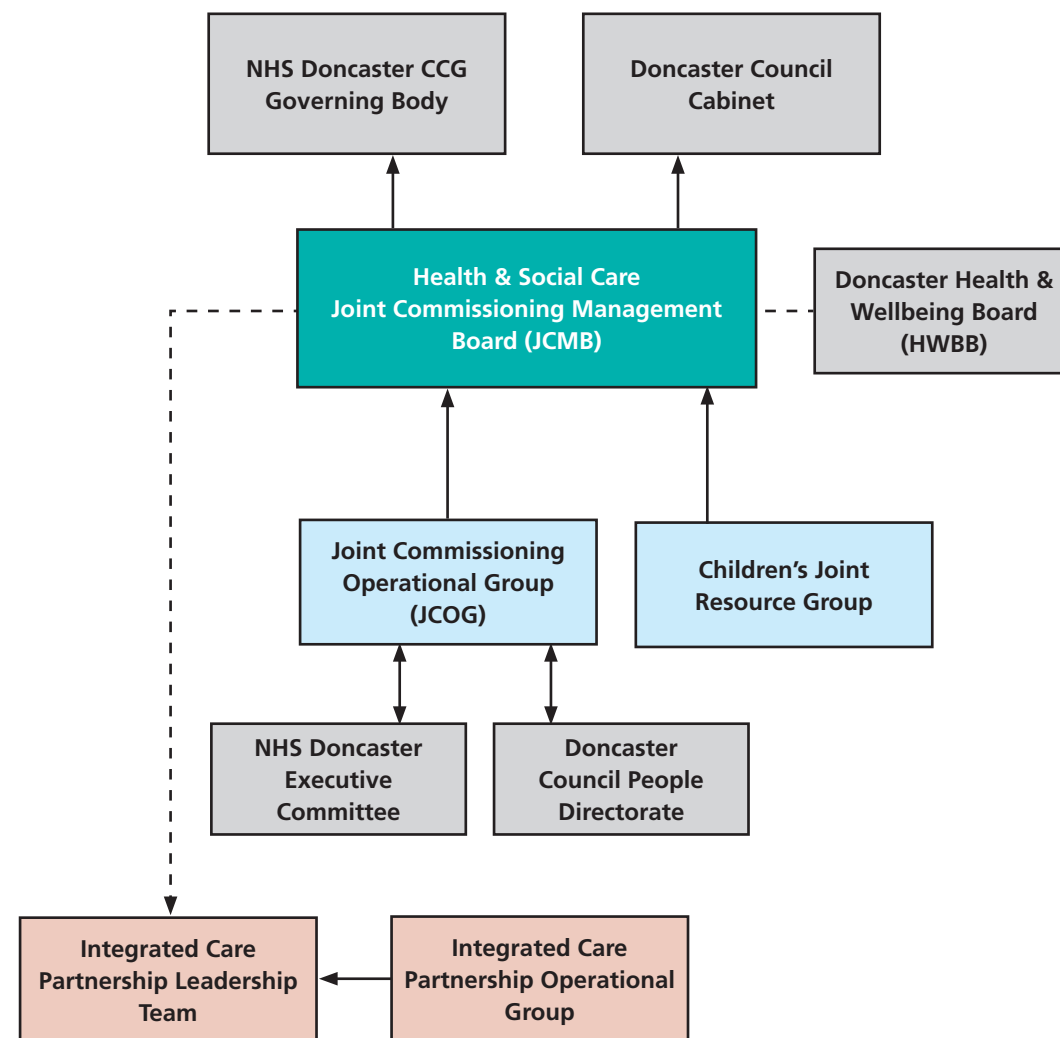 NHS Doncaster CCG
Governing Body
Doncaster Council
Cabinet
Health & Social Care
Joint Commissioning Management
Board (JCMB)
Doncaster Health &
Wellbeing Board
(HWBB)
Joint Commissioning
Operational Group
(JCOG)
Children’s Joint
Resource Group
NHS Doncaster
Executive
Committee
Doncaster
Council People
Directorate
Integrated Care
Partnership Leadership
Team
Integrated Care
Partnership Operational
Group